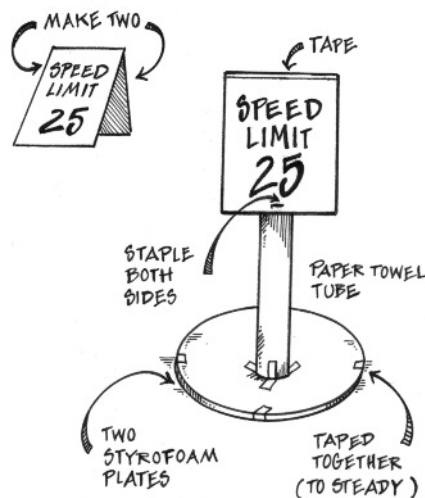 MAKE TWO
SPEED
LIMIT
25
TAPE
SPEED
LIMIT
25
STAPLE
BOTH
SIDES
PAPER TOWEL
TUBE
TWO
STYROFOAM
PLATES
TAPED
TOGETHER
(TO STEADY)